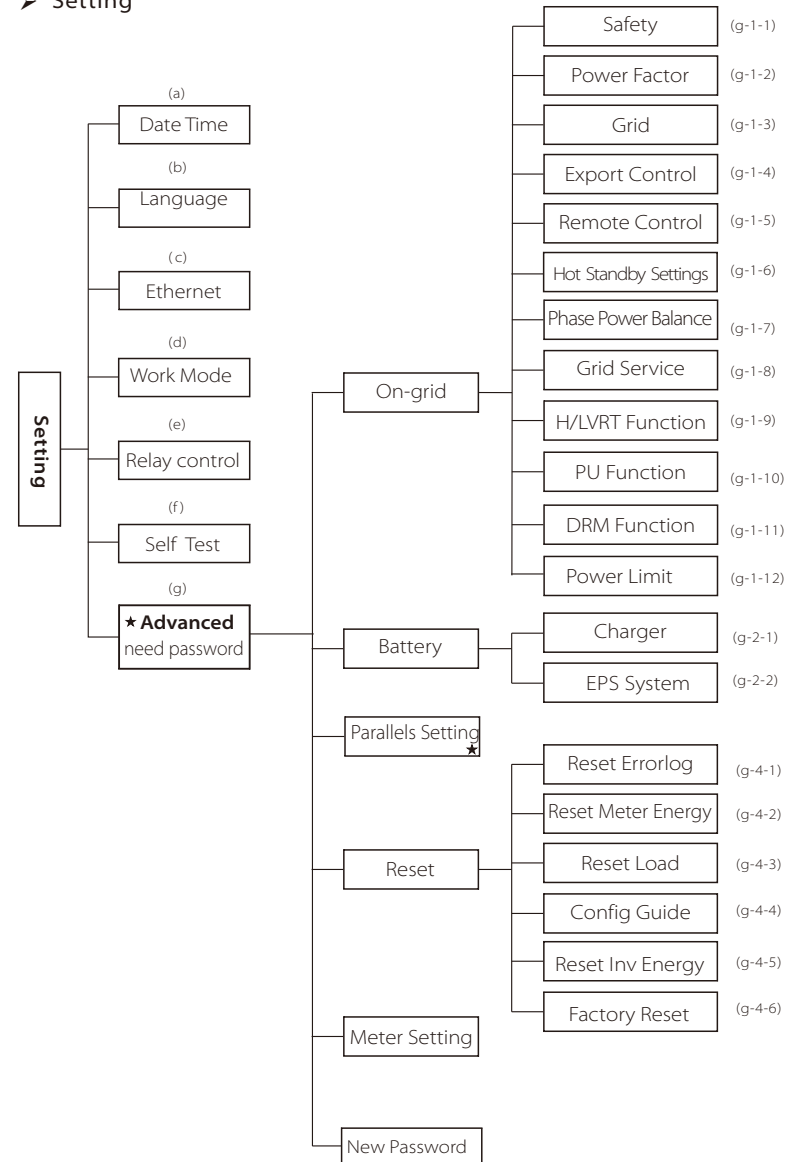 ➤ Setting
Setting
(a)
Date Time
(b)
Language
(c)
Ethernet
(d)
Work Mode
(e)
Relay control
(f)
Self Test
(g)
★ Advanced
need password
On-grid
Safety (g-1-1)
Power Factor (g-1-2)
Grid (g-1-3)
Export Control (g-1-4)
Remote Control (g-1-5)
Hot Standby Settings (g-1-6)
Phase Power Balance (g-1-7)
Grid Service (g-1-8)
H/LVRT Function (g-1-9)
PU Function (g-1-10)
DRM Function (g-1-11)
Power Limit (g-1-12)
Battery
Charger (g-2-1)
EPS System (g-2-2)
Parallels Setting
★
Reset
Reset Errorlog (g-4-1)
Reset Meter Energy (g-4-2)
Reset Load (g-4-3)
Config Guide (g-4-4)
Reset Inv Energy (g-4-5)
Factory Reset (g-4-6)
Meter Setting
New Password